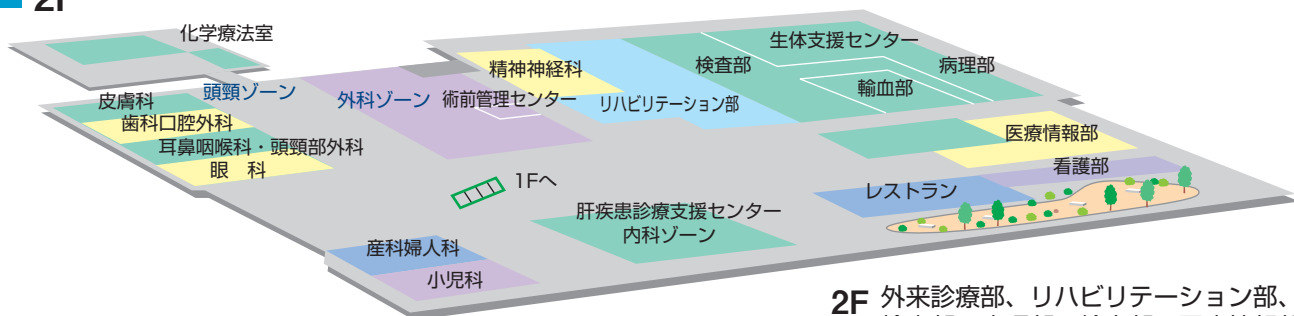 2F
化学療法室
頭頸ゾーン
皮膚科
歯科口腔外科
耳鼻咽喉科・頭頸部外科
眼 科
外科ゾーン
術前管理センター
精神神経科
リハビリテーション部
検査部
生体支援センター
輸血部
病理部
医療情報部
看護部
レストラン
1Fへ
肝疾患診療支援センター
内科ゾーン
産科婦人科
小児科
2F 外来診療部、リハビリテーション部、